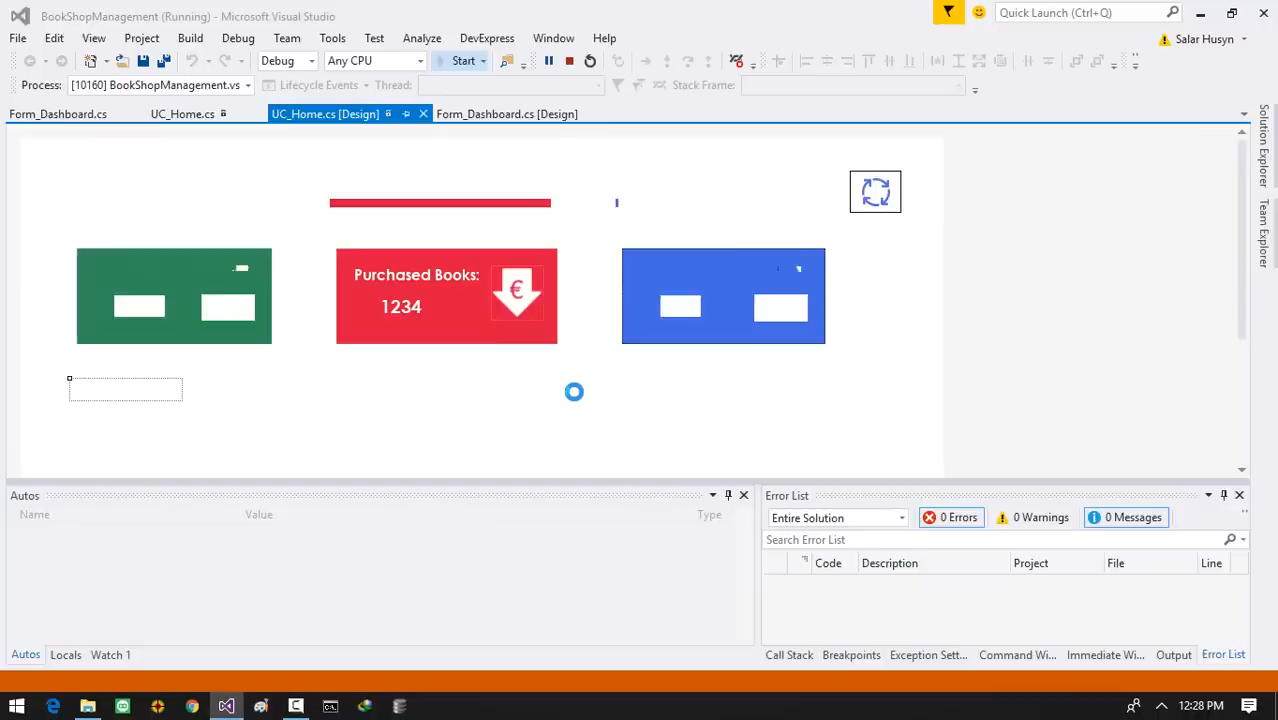 BookShopManagement (Running) - Microsoft Visual Studio
Quick Launch (Ctrl+Q)
File Edit View Project Build Debug Team Tools Test Analyze DevExpress Window Help
Salar Husyn
Debug Any CPU Start
Process: [10160] BookShopManagement.vs Lifecycle Events Thread: Stack Frame:
Form_Dashboard.cs UC_Home.cs UC_Home.cs [Design] Form_Dashboard.cs [Design]
Solution Explorer
Team Explorer
Purchased Books:
€
1234
Autos
Name Value Type
Error List
Entire Solution 0 Errors 0 Warnings 0 Messages
Search Error List
Code Description Project File Line
Autos Locals Watch 1
Call Stack Breakpoints Exception Sett... Command Wi... Immediate Wi... Output Error List
12:28 PM